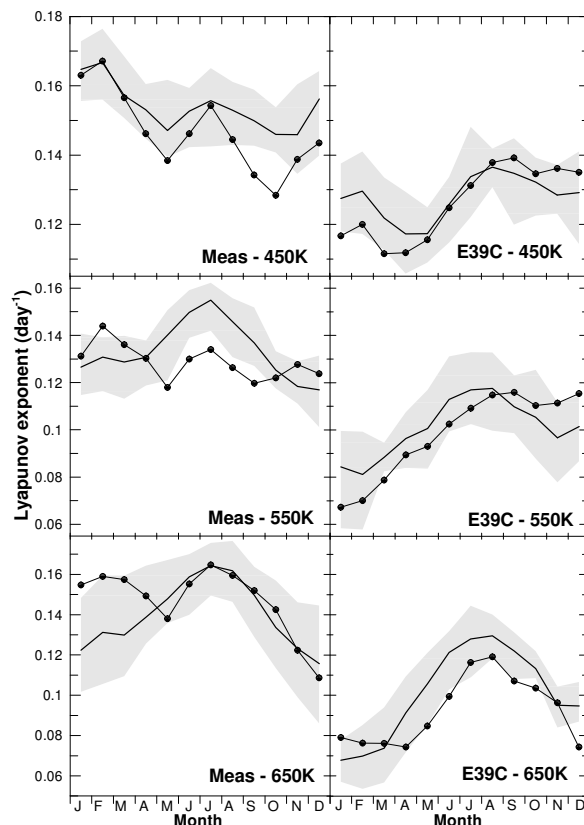 0.18
0.16
0.14
0.12
Meas - 450K
E39C - 450K
0.16
0.14
0.12
0.1
0.08
0.06
Lyapunov exponent (day-1)
Meas - 550K
E39C - 550K
0.16
0.14
0.12
0.1
0.08
0.06
Meas - 650K
E39C - 650K
J F M A M J J A S O N D J F M A M J J A S O N D
Month Month